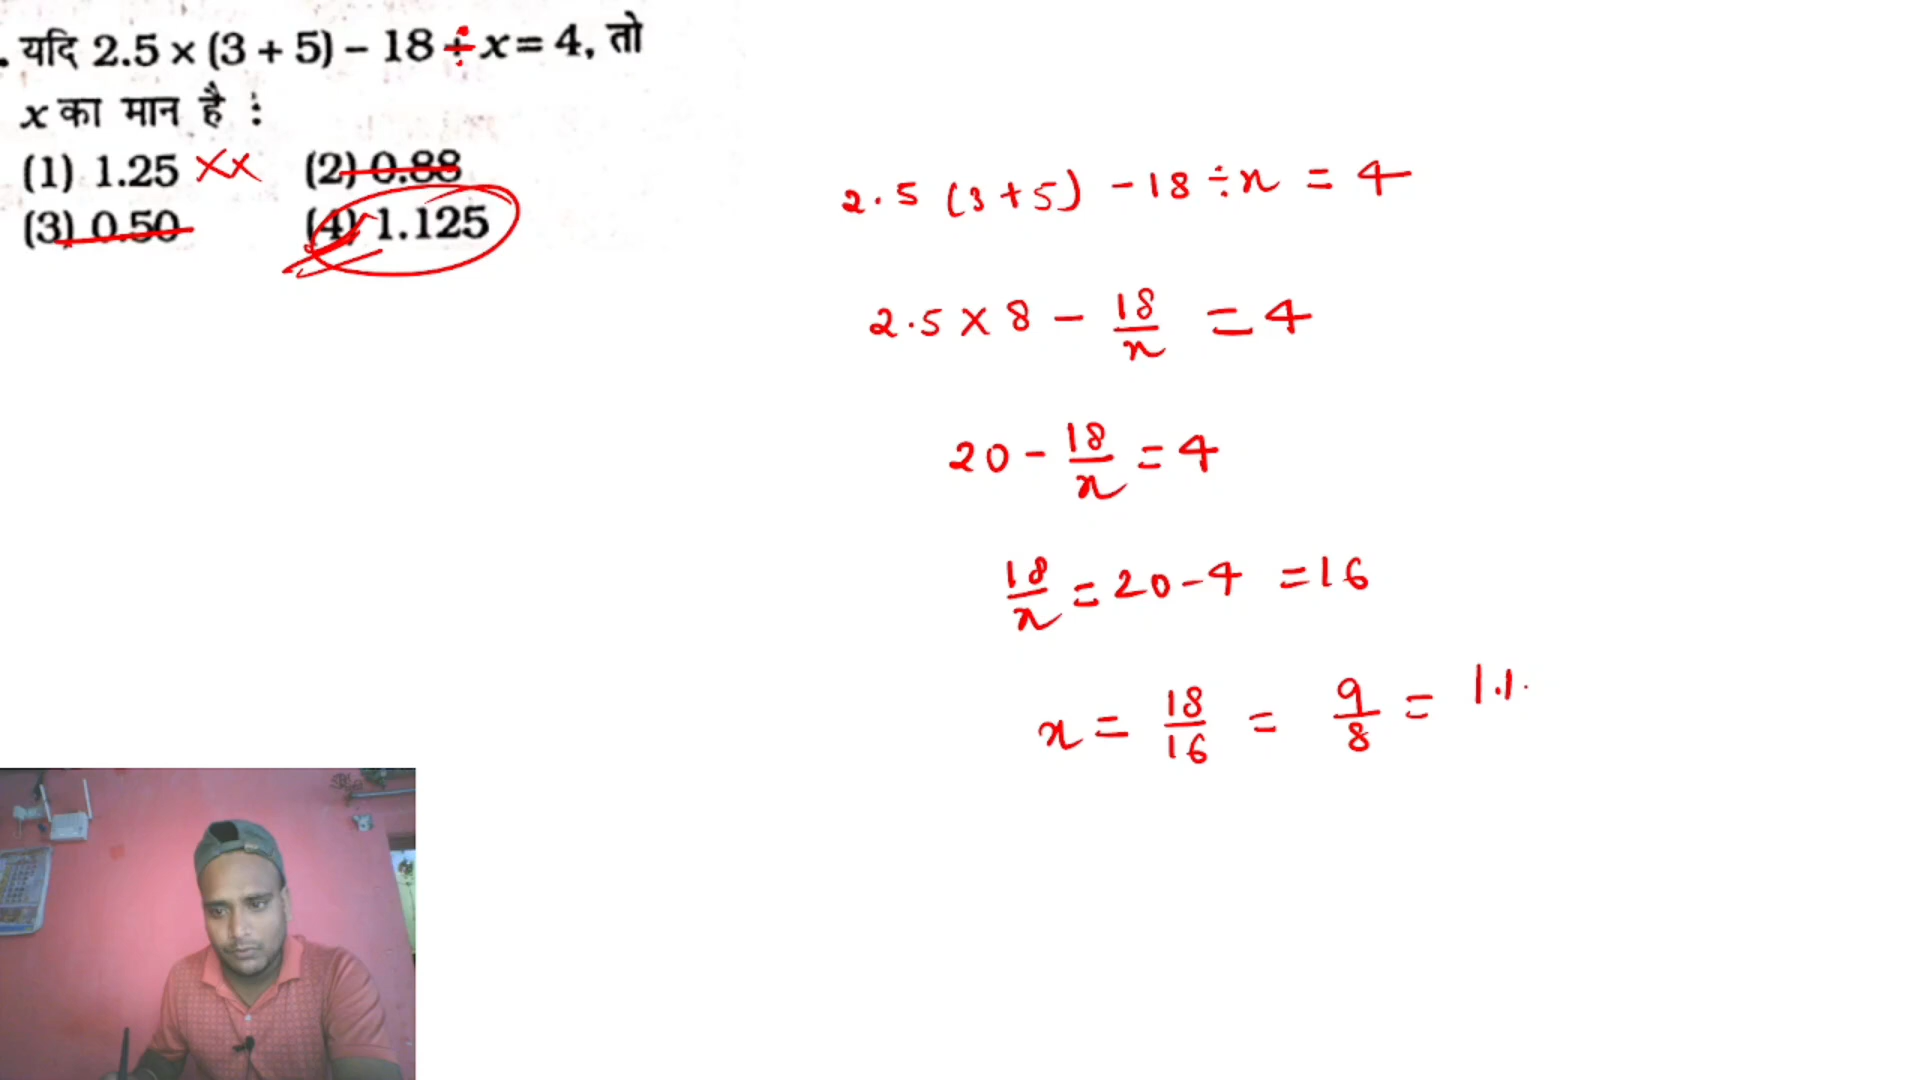 . यदि 2.5 × (3 + 5) – 18 ÷ x = 4, तो
x का मान है :
(1) 1.25 ×× (2) 0.88
(3) 0.50 (4) 1.125
2.5 (3+5) - 18 ÷ x = 4
2.5 × 8 - 18/x = 4
20 - 18/x = 4
18/x = 20 - 4 = 16
x = 18/16 = 9/8 = 1.1.